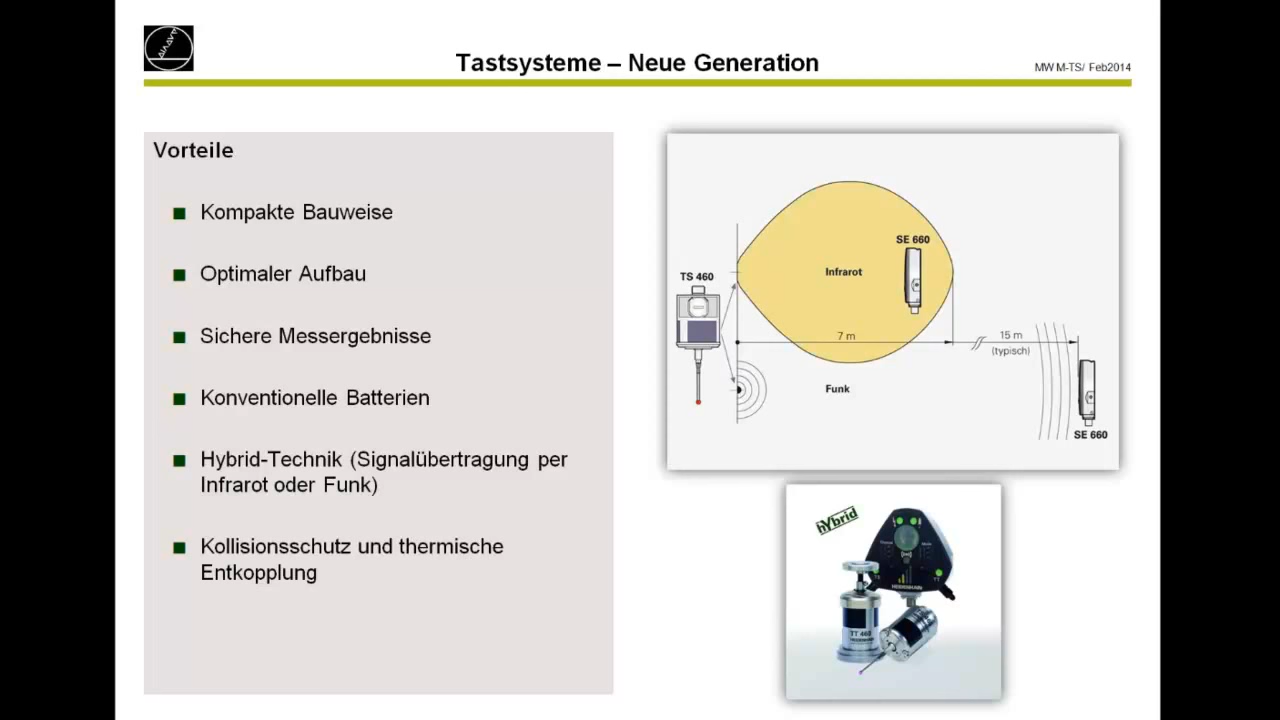 Tastsysteme – Neue Generation
MW M-TS/ Feb2014
Vorteile
Kompakte Bauweise
Optimaler Aufbau
Sichere Messergebnisse
Konventionelle Batterien
Hybrid-Technik (Signalübertragung per
Infrarot oder Funk)
Kollisionsschutz und thermische
Entkopplung
SE 660
TS 460
Infrarot
7 m
15 m
(typisch)
Funk
SE 660
hYbrid
HEIDENHAIN
TT 460
HEIDENHAIN